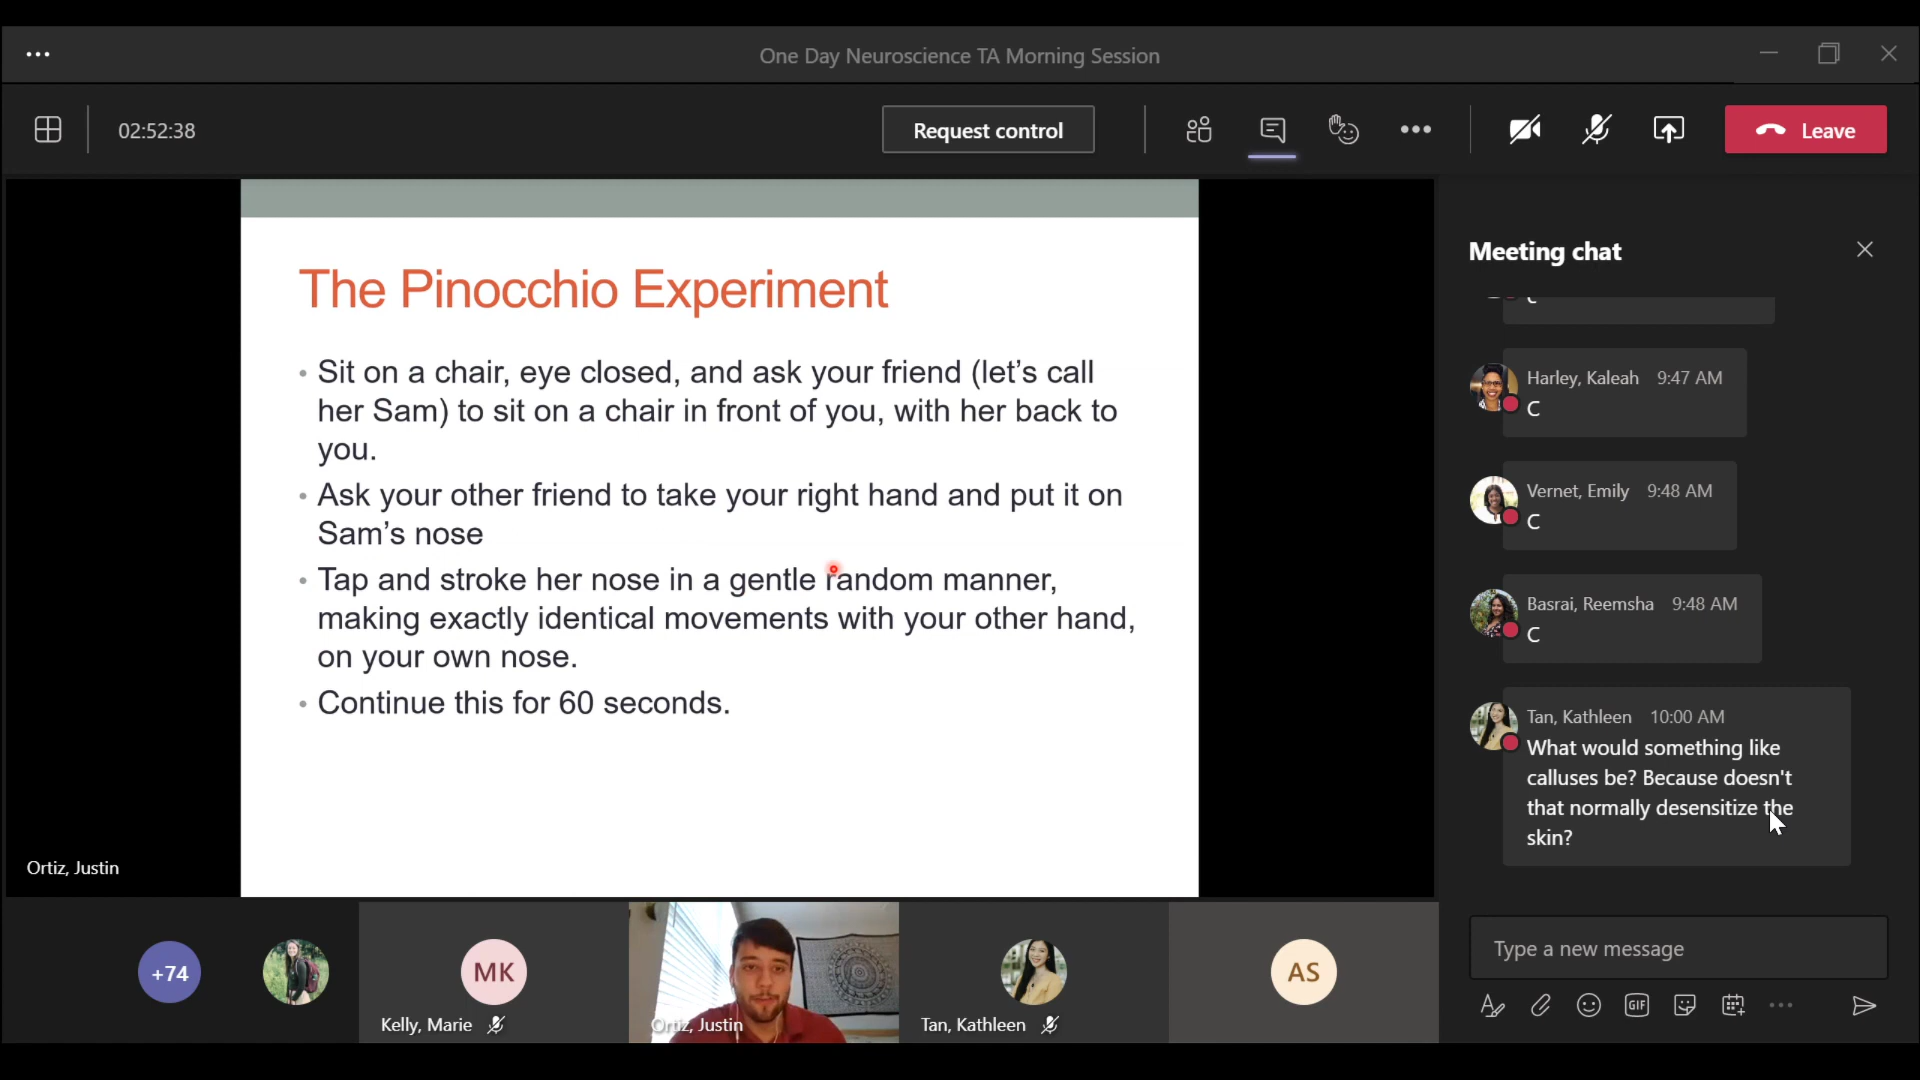 One Day Neuroscience TA Morning Session
02:52:38
Request control
Leave
The Pinocchio Experiment
• Sit on a chair, eye closed, and ask your friend (let's call
her Sam) to sit on a chair in front of you, with her back to
you.
• Ask your other friend to take your right hand and put it on
Sam's nose
• Tap and stroke her nose in a gentle random manner,
making exactly identical movements with your other hand,
on your own nose.
• Continue this for 60 seconds.
Ortiz, Justin
Meeting chat
Harley, Kaleah 9:47 AM
C
Vernet, Emily 9:48 AM
C
Basrai, Reemsha 9:48 AM
C
Tan, Kathleen 10:00 AM
What would something like
calluses be? Because doesn't
that normally desensitize the
skin?
Type a new message
GIF
+74
MK
Kelly, Marie
Ortiz, Justin
Tan, Kathleen
AS